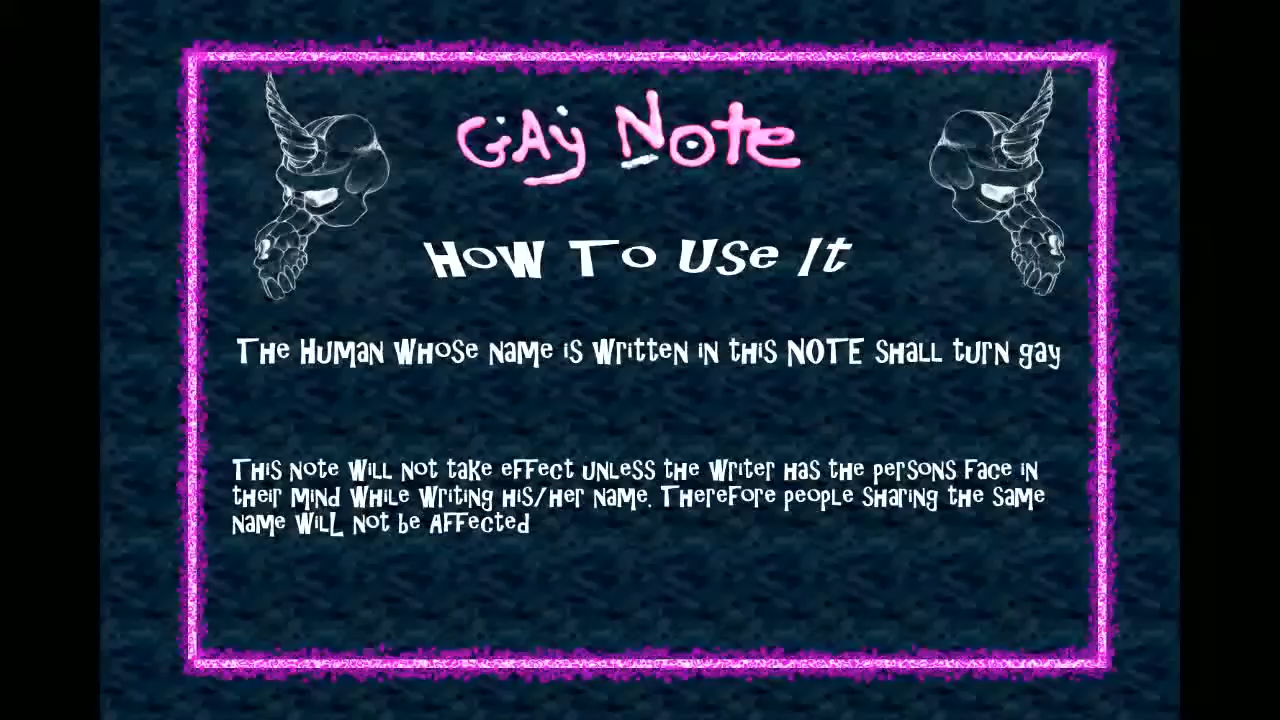 Gay Note
How To Use It
The Human whose name is written in this NOTE shall turn gay
This note will not take effect unless the writer has the persons face in
their mind while writing his/her name. Therefore people sharing the same
name will not be affected